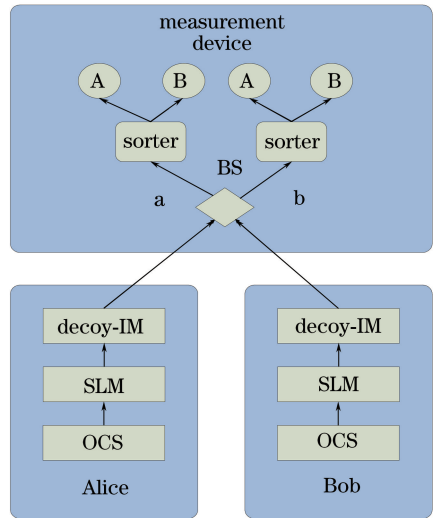 measurement
device
A B A B
sorter sorter
BS
a b
decoy-IM decoy-IM
SLM SLM
OCS OCS
Alice Bob